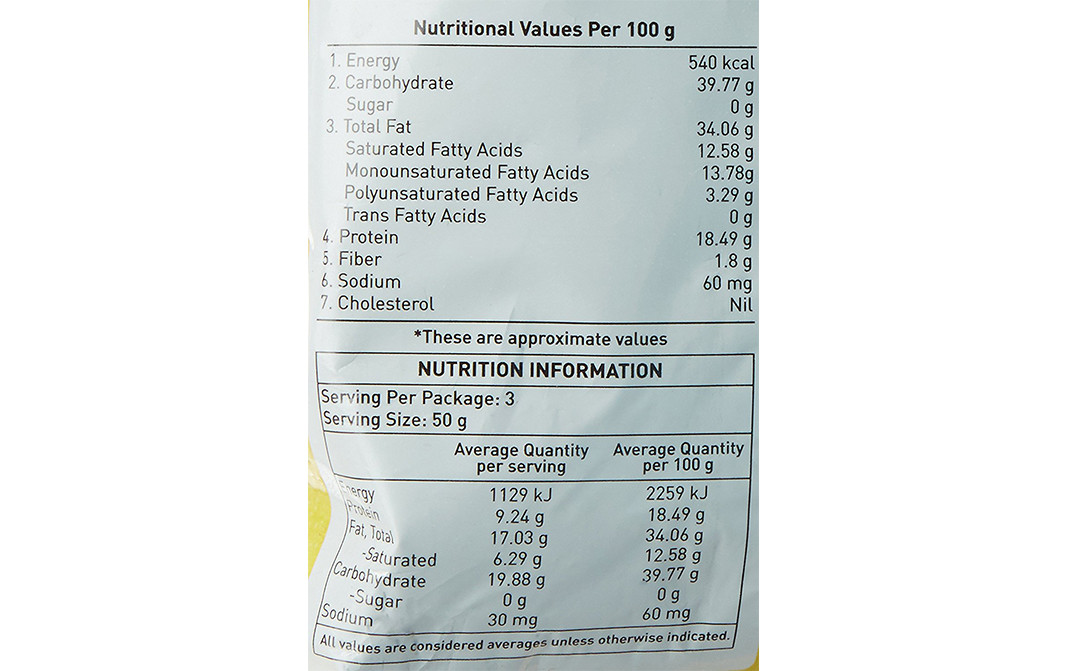 Nutritional Values Per 100 g
1. Energy 540 kcal
2. Carbohydrate 39.77 g
Sugar 0 g
3. Total Fat 34.06 g
Saturated Fatty Acids 12.58 g
Monounsaturated Fatty Acids 13.78g
Polyunsaturated Fatty Acids 3.29 g
Trans Fatty Acids 0 g
4. Protein 18.49 g
5. Fiber 1.8 g
6. Sodium 60 mg
7. Cholesterol Nil
*These are approximate values
NUTRITION INFORMATION
Serving Per Package: 3
Serving Size: 50 g
Average Quantity per serving Average Quantity per 100 g
Energy 1129 kJ 2259 kJ
Protein 9.24 g 18.49 g
Fat, Total 17.03 g 34.06 g
-Saturated 6.29 g 12.58 g
Carbohydrate 19.88 g 39.77 g
-Sugar 0 g 0 g
Sodium 30 mg 60 mg
All values are considered averages unless otherwise indicated.